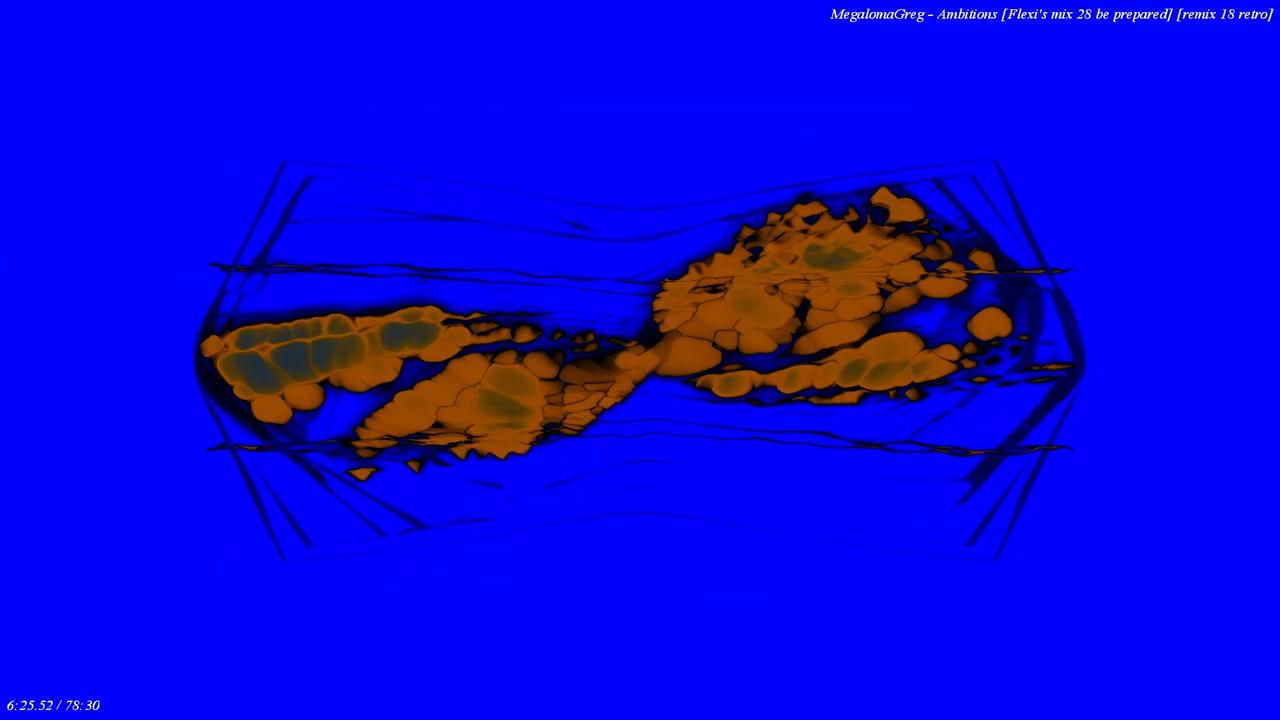 MegalomaGreg - Ambitions [Flexi's mix 28 be prepared] [remix 18 retro]
6:25.52 / 78:30